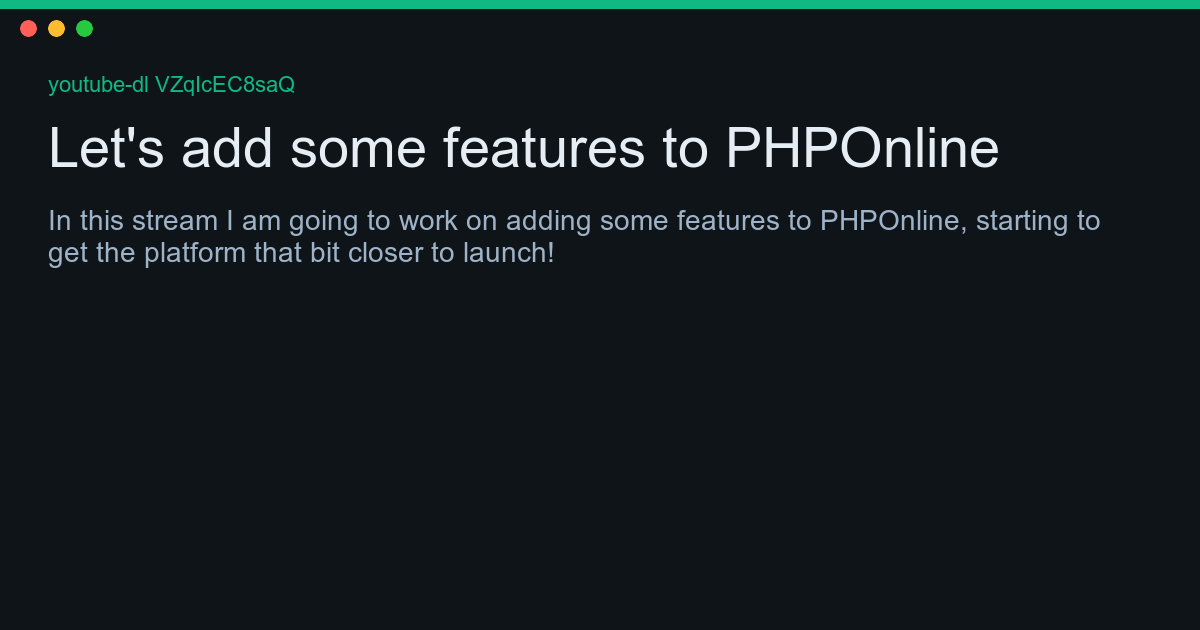 youtube-dl VZqIcEC8saQ
Let's add some features to PHPOnline
In this stream I am going to work on adding some features to PHPOnline, starting to
get the platform that bit closer to launch!